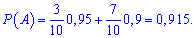 P(A) = 3/10 0,95 + 7/10 0,9 = 0,915.